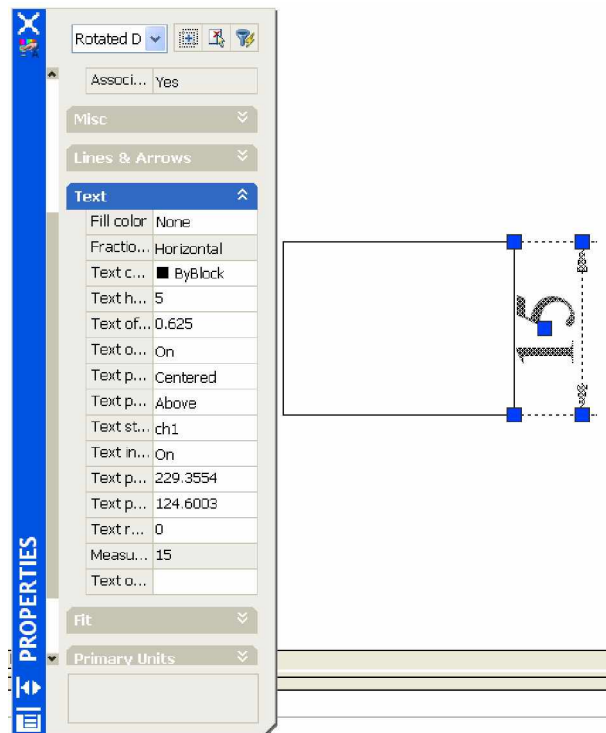 Rotated D
Associ... Yes
Misc
Lines & Arrows
Text
Fill color None
Fractio... Horizontal
Text c... ByBlock
Text h... 5
Text of... 0.625
Text o... On
Text p... Centered
Text p... Above
Text st... ch1
Text in... On
Text p... 229.3554
Text p... 124.6003
Text r... 0
Measu... 15
Text o...
Fit
Primary Units
PROPERTIES
15